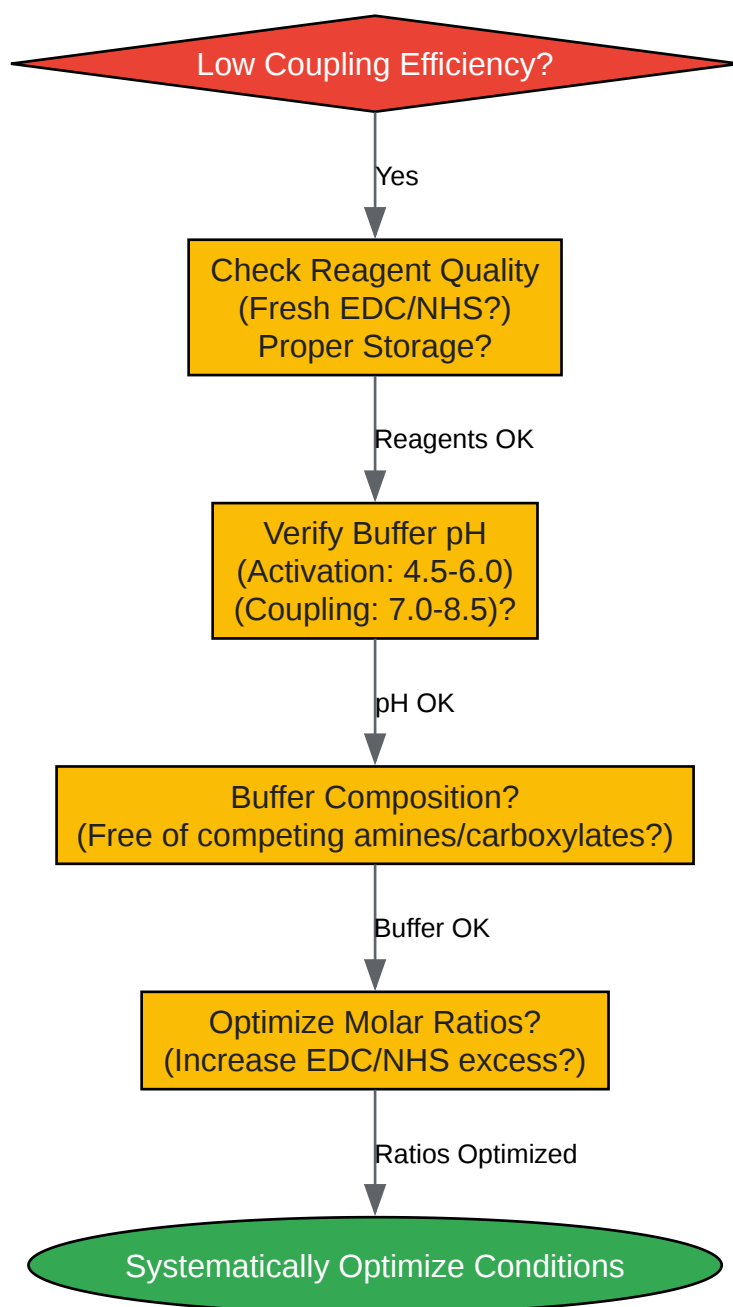 Low Coupling Efficiency?
Yes
Check Reagent Quality
(Fresh EDC/NHS?)
Proper Storage?
Reagents OK
Verify Buffer pH
(Activation: 4.5-6.0)
(Coupling: 7.0-8.5)?
pH OK
Buffer Composition?
(Free of competing amines/carboxylates?)
Buffer OK
Optimize Molar Ratios?
(Increase EDC/NHS excess?)
Ratios Optimized
Systematically Optimize Conditions